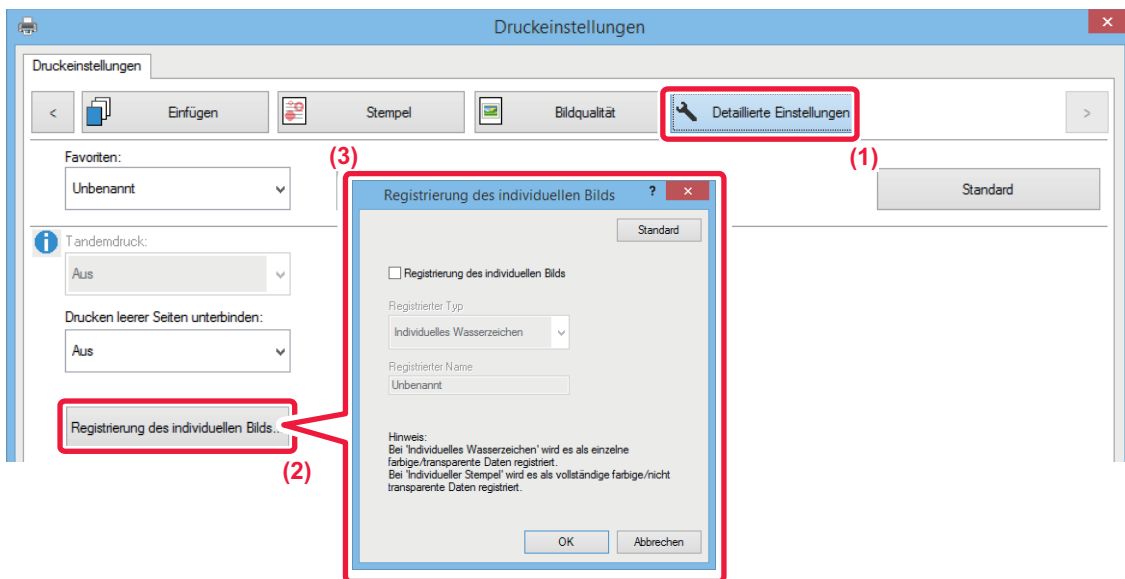 Druckeinstellungen
Druckeinstellungen
< Einfügen Stempel Bildqualität Detaillierte Einstellungen >
(1)
Favoriten:
Unbenannt
Standard
Tandemdruck:
Aus
Drucken leerer Seiten unterbinden:
Aus
Registrierung des individuellen Bilds...
(2)
(3)
Registrierung des individuellen Bilds ? ×
Standard
Registrierung des individuellen Bilds
Registrierter Typ
Individuelles Wasserzeichen
Registrierter Name
Unbenannt
Hinweis:
Bei 'Individuelles Wasserzeichen' wird es als einzelne
farbige/transparente Daten registriert.
Bei 'Individueller Stempel' wird es als vollständige farbige/nicht
transparente Daten registriert.
OK Abbrechen